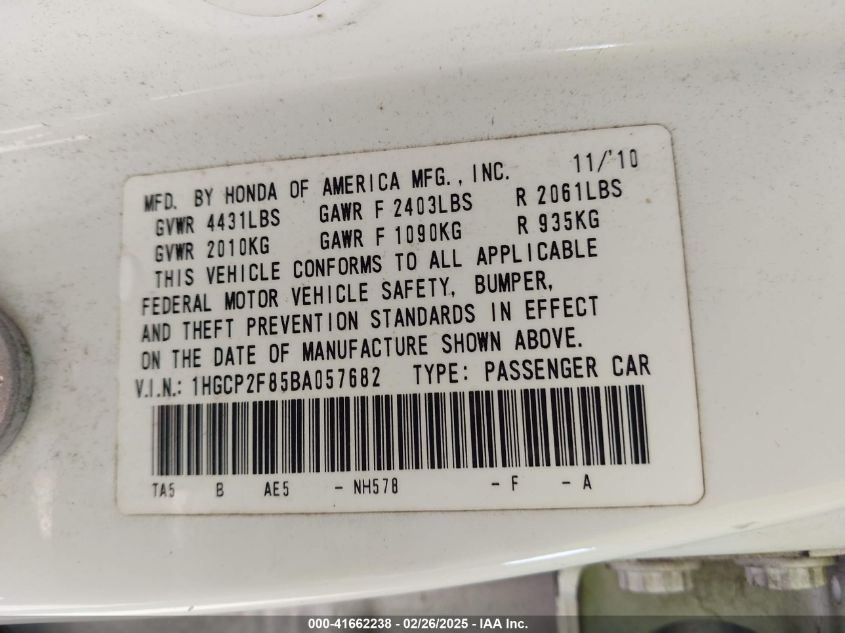 MFD. BY HONDA OF AMERICA MFG., INC. 11/'10
GVWR 4431LBS GAWR F 2403LBS R 2061LBS
GVWR 2010KG GAWR F 1090KG R 935KG
THIS VEHICLE CONFORMS TO ALL APPLICABLE
FEDERAL MOTOR VEHICLE SAFETY, BUMPER,
AND THEFT PREVENTION STANDARDS IN EFFECT
ON THE DATE OF MANUFACTURE SHOWN ABOVE.
V.I.N.: 1HGCP2F85BA057682 TYPE: PASSENGER CAR
TA5 B AE5 - NH578 - F - A
000-41662238 - 02/26/2025 - IAA Inc.